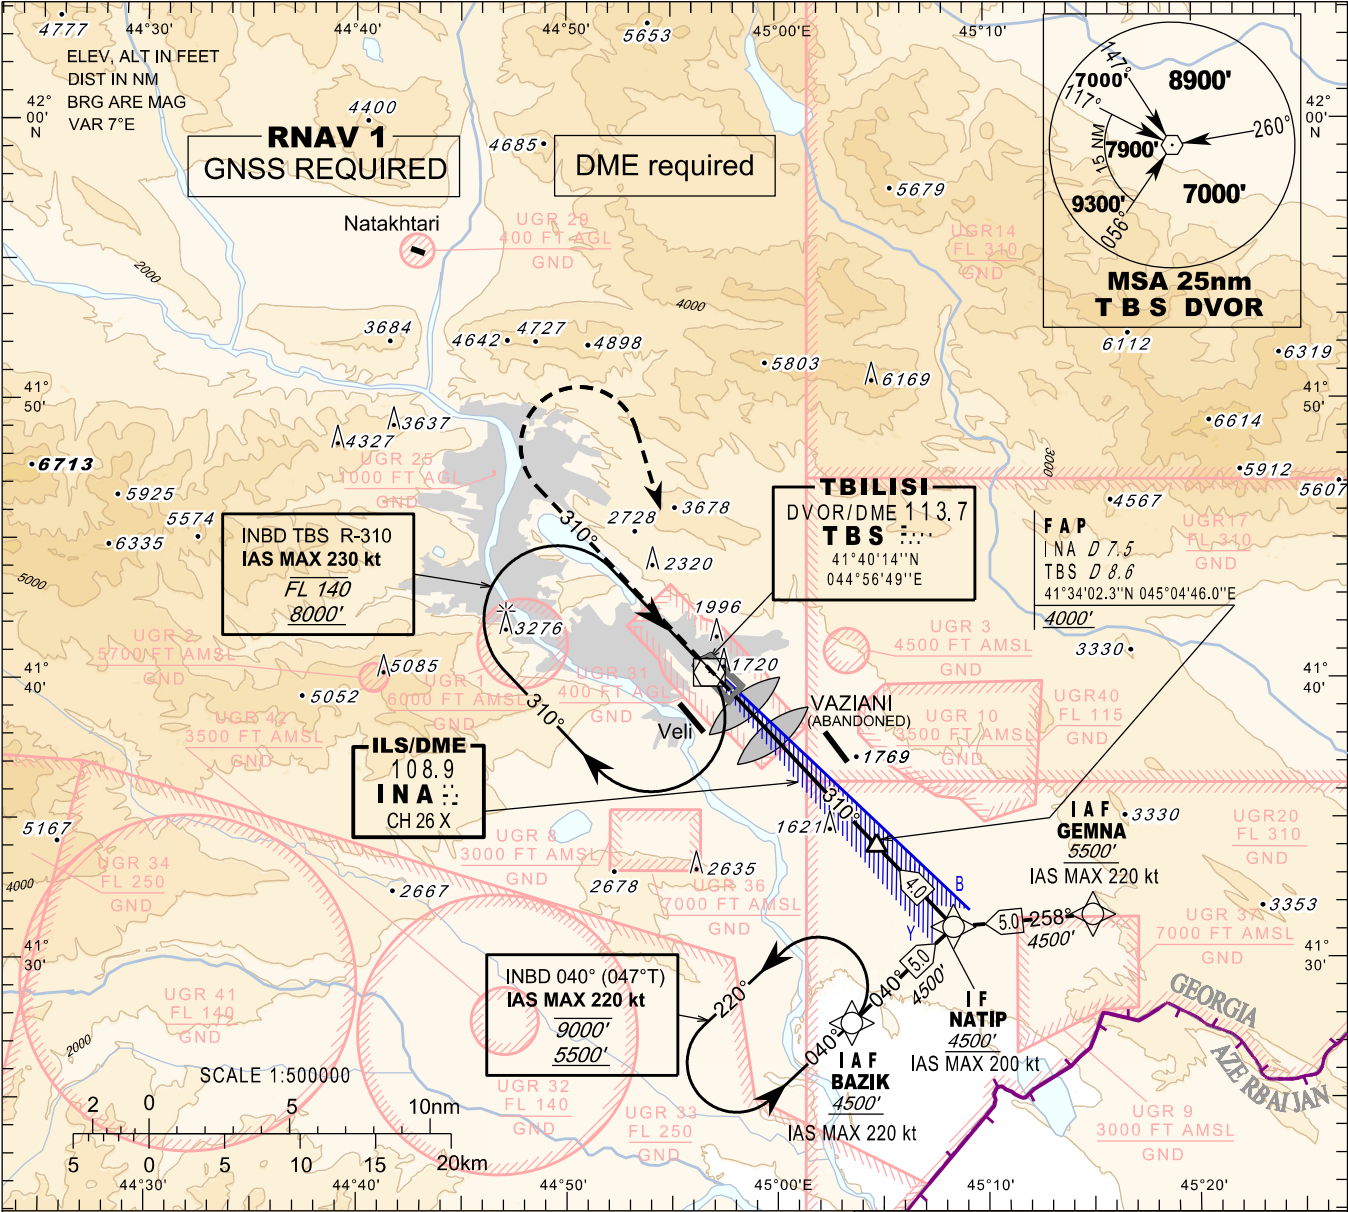 44°30'
44°40'
44°50'
45°00'E
45°10'
4777
5653
ELEV, ALT IN FEET
DIST IN NM
BRG ARE MAG
VAR 7°E
42°
00'
N
4400
RNAV 1
GNSS REQUIRED
4685
DME required
5679
147°
7000'
8900'
117°
260°
15 NM
7900'
7000'
9300'
056°
MSA 25nm
TBS DVOR
42°
00'
N
Natakhtari
UGR 29
400 FT AGL
GND
UGR14
FL 310
GND
2000
4000
3684
4642
4727
4898
5803
6169
6112
6319
41°
50'
41°
50'
3637
4327
6614
6713
UGR 25
1000 FT AGL
GND
3000
5912
5607
5925
5574
6335
4567
310°
2728
3678
2320
TBILISI
DVOR/DME 113.7
TBS
41°40'14''N
044°56'49''E
FAP
INA D 7.5
TBS D 8.6
41°34'02.3''N 045°04'46.0''E
4000'
UGR17
FL 310
GND
INBD TBS R-310
IAS MAX 230 kt
FL 140
8000'
5000
3276
1996
1720
UGR 2
5700 FT AMSL
GND
5085
5052
UGR 1
6000 FT AMSL
GND
UGR 31
400 FT AGL
GND
UGR 3
4500 FT AMSL
GND
3330
41°
40'
41°
40'
UGR 42
3500 FT AMSL
GND
310°
Veli
VAZIANI
(ABANDONED)
1769
UGR 10
3500 FT AMSL
GND
UGR40
FL 115
GND
ILS/DME
108.9
INA
CH 26 X
310°
1621
5167
UGR 8
3000 FT AMSL
GND
2635
2678
IAF
GEMNA
5500'
IAS MAX 220 kt
3330
UGR20
FL 310
GND
UGR 34
FL 250
GND
4000
2667
UGR 36
7000 FT AMSL
GND
4.0
B
Y
5.0
258°
4500'
3353
UGR 37
7000 FT AMSL
GND
41°
30'
41°
30'
INBD 040° (047°T)
IAS MAX 220 kt
9000'
5500'
220°
040°
5.0
4500'
040°
IF
NATIP
4500'
IAS MAX 200 kt
IAF
BAZIK
4500'
IAS MAX 220 kt
GEORGIA
AZERBAIJAN
UGR 41
FL 140
GND
2000
SCALE 1:500000
UGR 32
FL 140
GND
UGR 33
FL 250
GND
UGR 9
3000 FT AMSL
GND
2
0
5
10nm
5
0
5
10
15
20km
44°30'
44°40'
44°50'
45°00'E
45°10'
45°20'